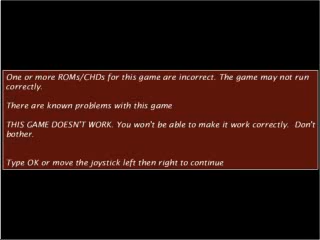 One or more ROMs/CHDs for this game are incorrect. The game may not run
correctly.
There are known problems with this game
THIS GAME DOESN'T WORK. You won't be able to make it work correctly.  Don't
bother.
Type OK or move the joystick left then right to continue